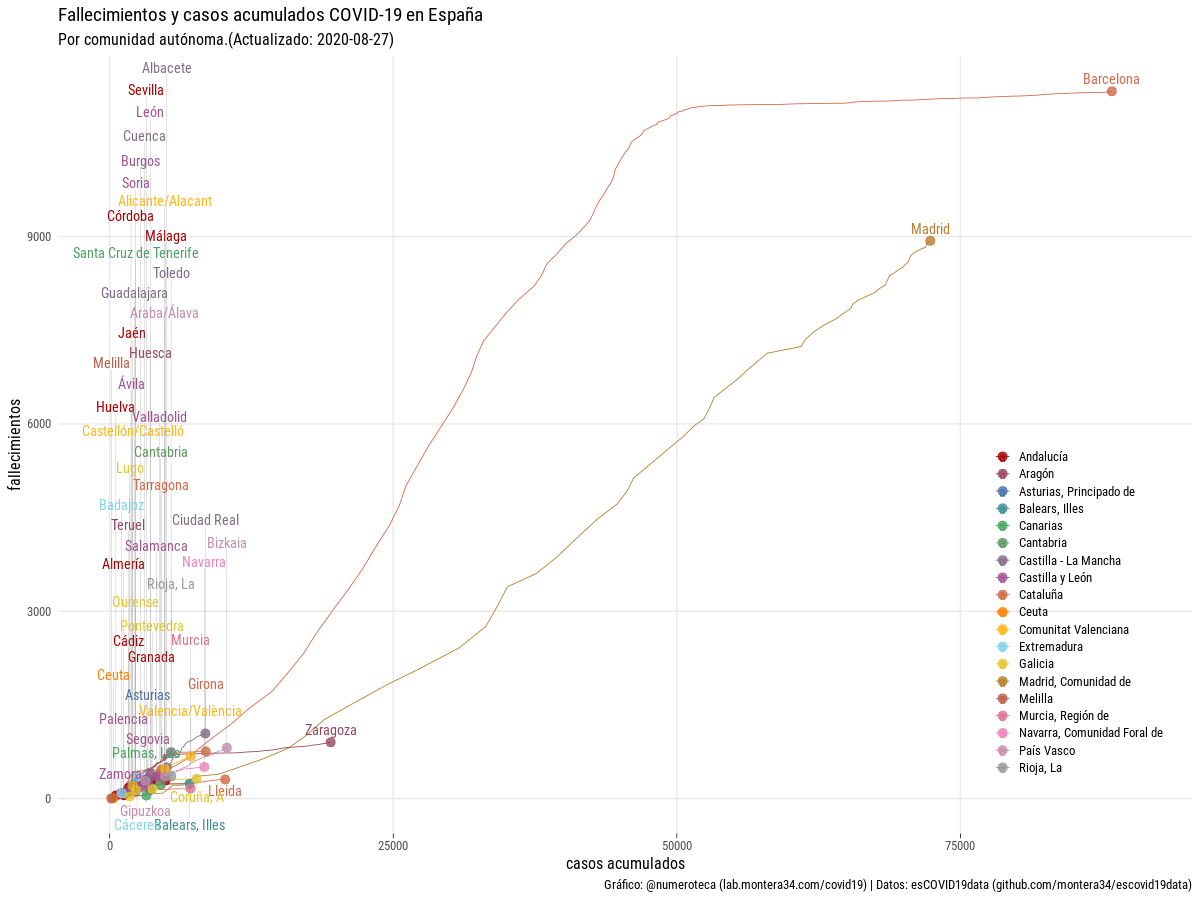 Fallecimientos y casos acumulados COVID-19 en España
Por comunidad autónoma.(Actualizado: 2020-08-27)
Albacete
Barcelona
Sevilla
León
Cuenca
Burgos
Soria
Alicante/Alacant
Córdoba
Madrid
Málaga
9000
Santa Cruz de Tenerife
Toledo
Guadalajara
Araba/Álava
Jaén
Huesca
Melilla
Ávila
Huelva
Valladolid
6000
Castellón/Castelló
Cantabria
Lugo
Tarragona
Badajoz
Ciudad Real
Teruel
Bizkaia
Salamanca
Navarra
Almería
Rioja, La
Ourense
3000
Pontevedra
Cádiz
Murcia
Granada
Ceuta
Girona
Asturias
Valencia/València
Palencia
Zaragoza
Segovia
Palmas,
Zamora
Lleida
Coruña, A
0
Gipuzkoa
Cáceres
Balears, Illes
fallecimientos
0
25000
50000
75000
casos acumulados
Andalucía
Aragón
Asturias, Principado de
Balears, Illes
Canarias
Cantabria
Castilla - La Mancha
Castilla y León
Cataluña
Ceuta
Comunitat Valenciana
Extremadura
Galicia
Madrid, Comunidad de
Melilla
Murcia, Región de
Navarra, Comunidad Foral de
País Vasco
Rioja, La
Gráfico: @numeroteca (lab.montera34.com/covid19) | Datos: esCOVID19data (github.com/montera34/escovid19data)